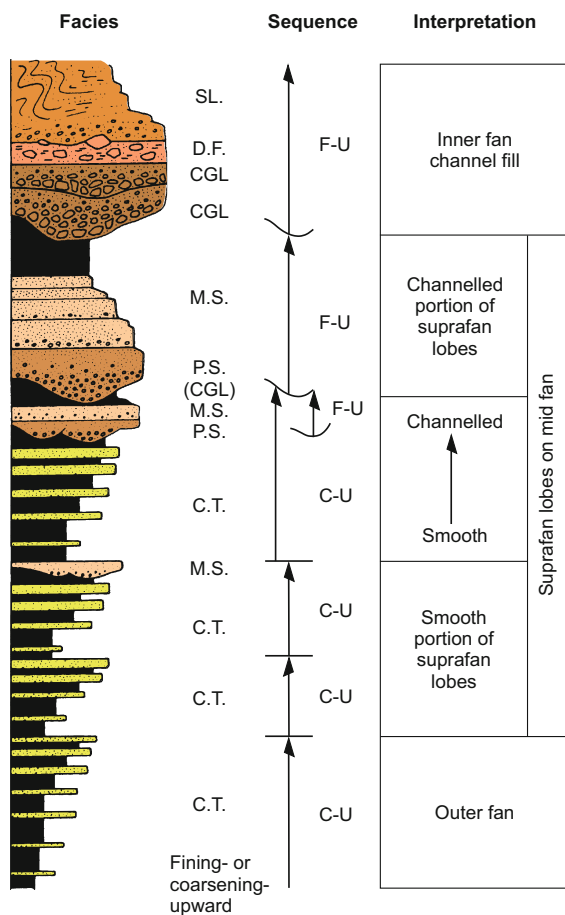 Facies Sequence Interpretation
SL.
F-U
Inner fan
channel fill
D.F.
CGL
CGL
M.S.
F-U
Channelled
portion of
suprafan
lobes
P.S.
(CGL)
M.S.
F-U
Channelled
P.S.
C.T.
C-U
Smooth
M.S.
C.T.
C-U
Smooth
portion of
suprafan
lobes
C.T.
C-U
Suprafan lobes on mid fan
C.T.
C-U
Outer fan
Fining- or
coarsening-
upward